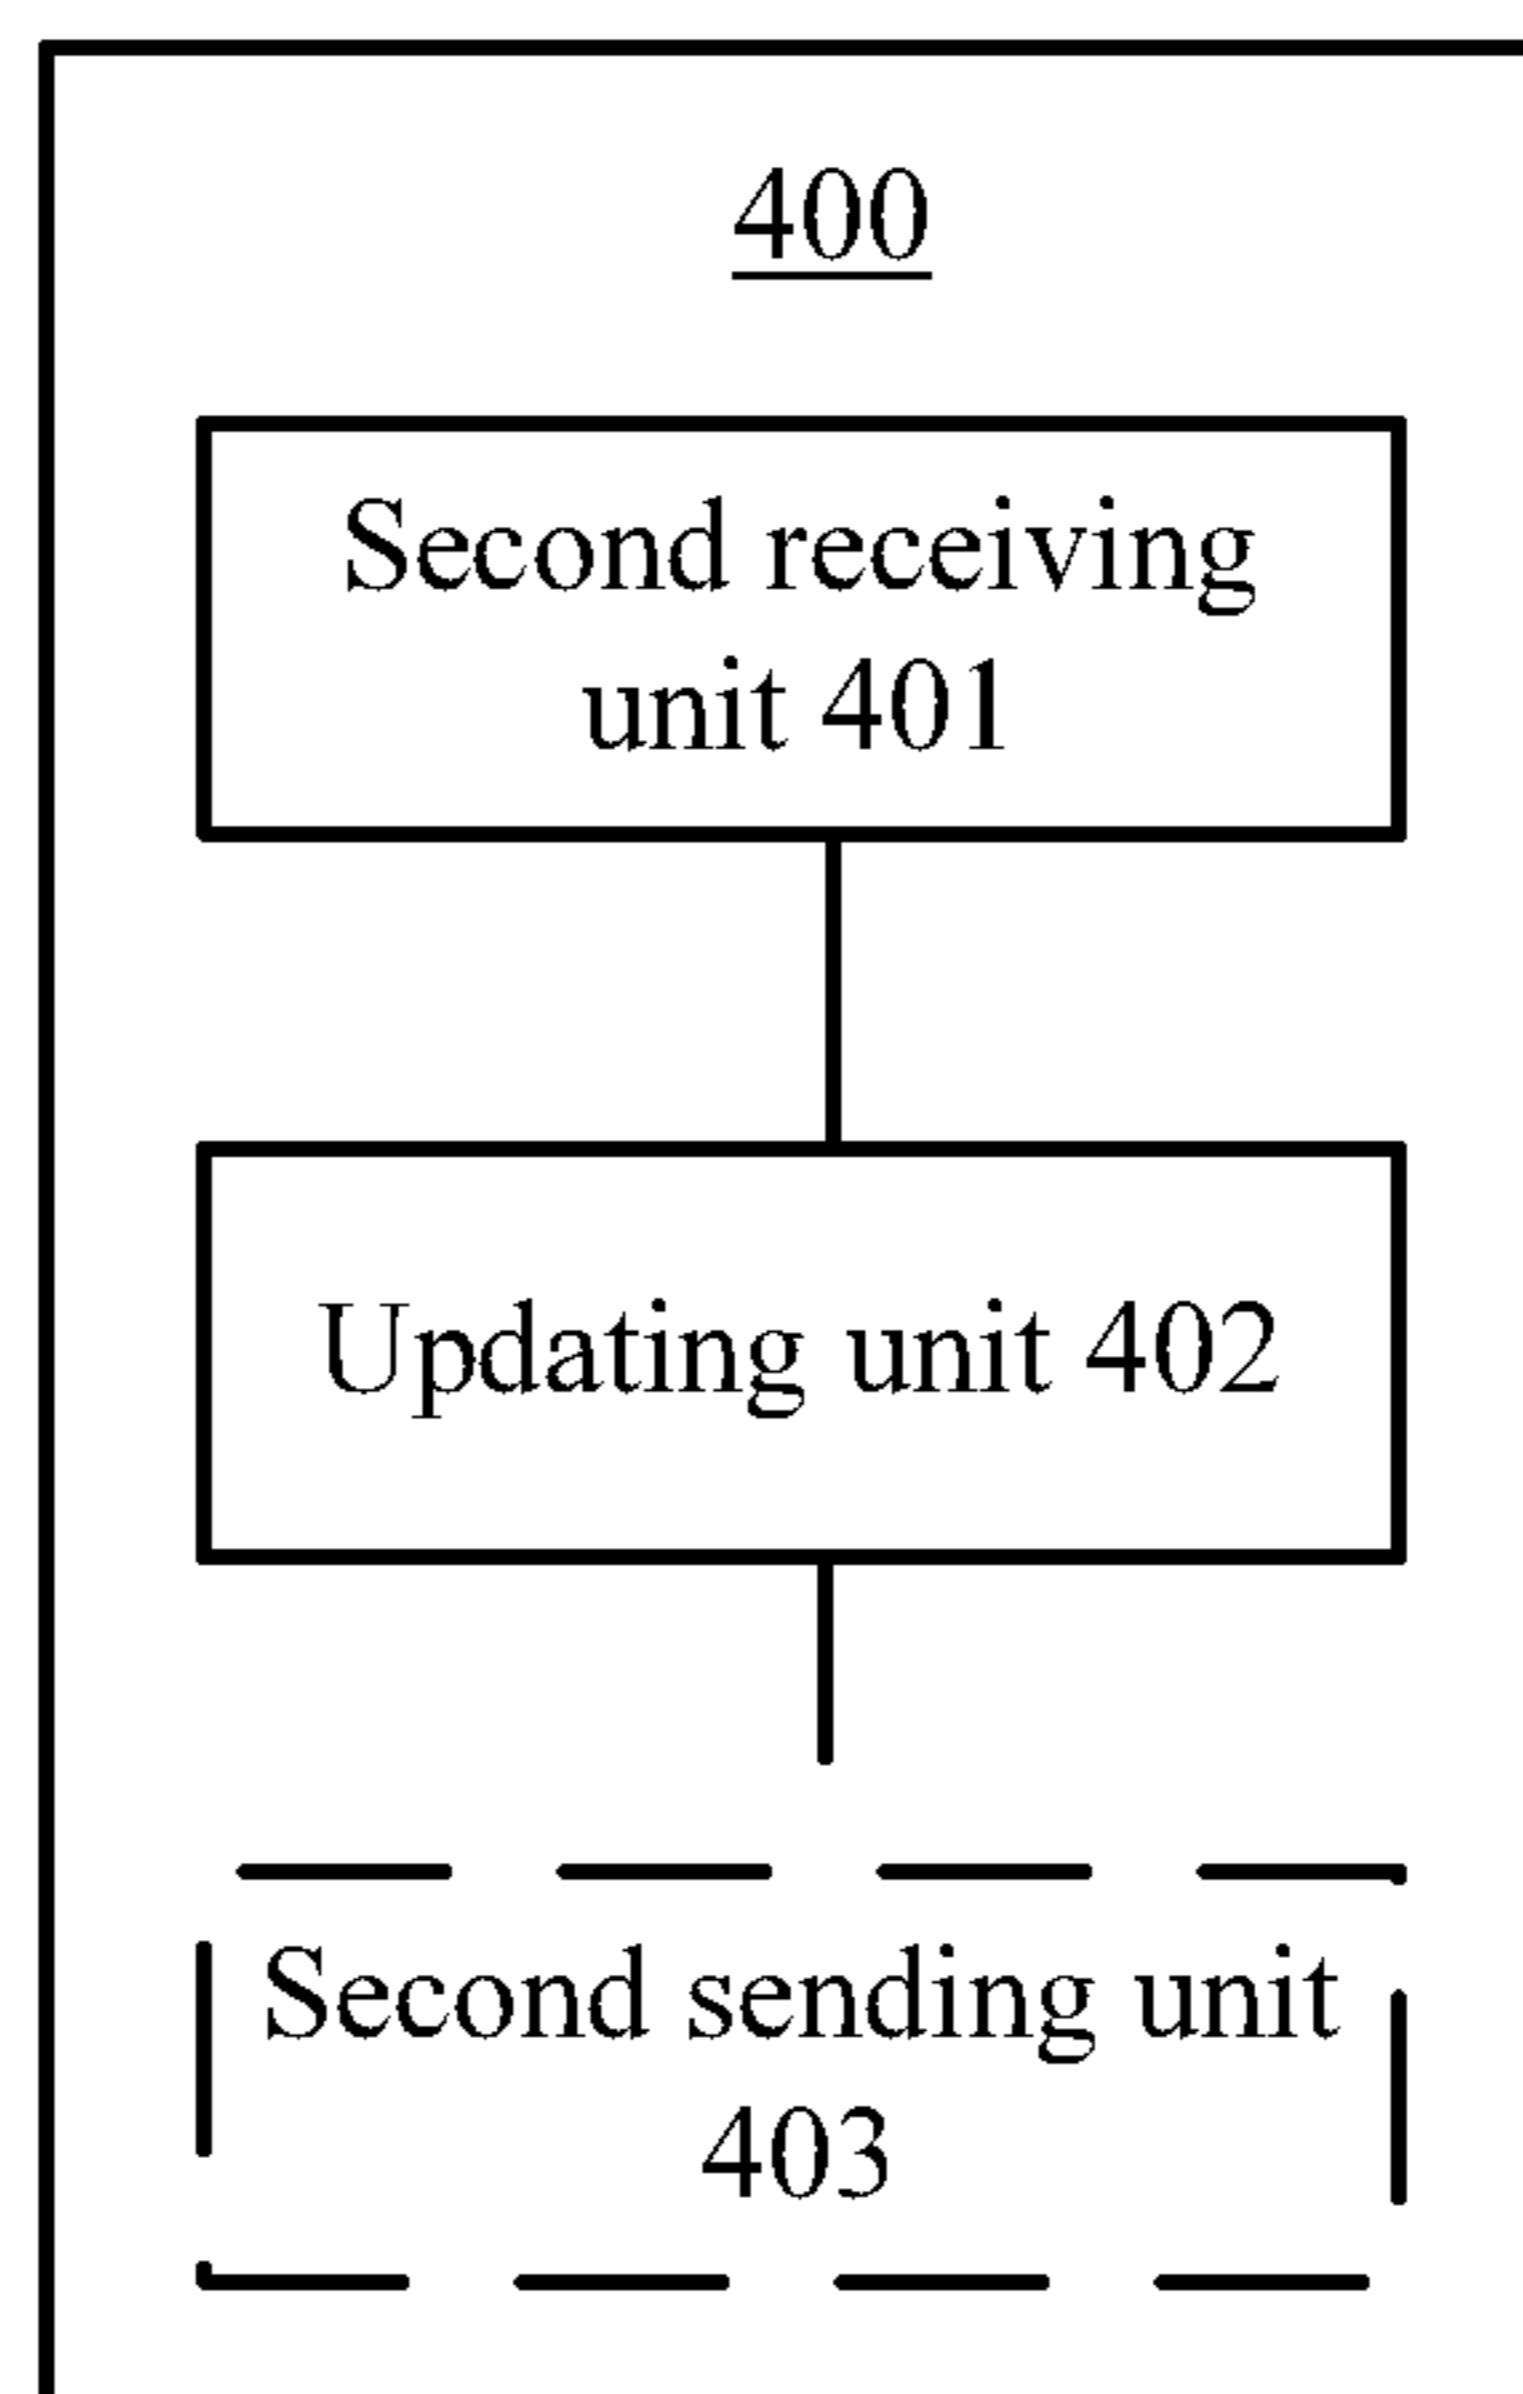 400
Second receiving
unit 401
Updating unit 402
Second sending unit
403